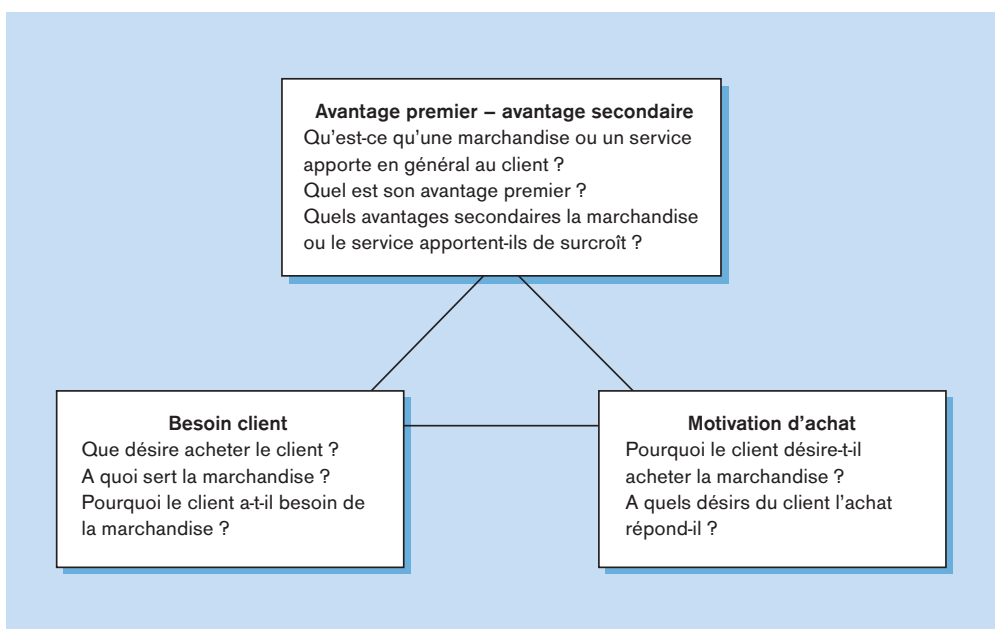 Avantage premier – avantage secondaire
Qu’est-ce qu’une marchandise ou un service
apporte en général au client ?
Quel est son avantage premier ?
Quels avantages secondaires la marchandise
ou le service apportent-ils de surcroît ?
Besoin client
Que désire acheter le client ?
A quoi sert la marchandise ?
Pourquoi le client a-t-il besoin de
la marchandise ?
Motivation d’achat
Pourquoi le client désire-t-il
acheter la marchandise ?
A quels désirs du client l’achat
répond-il ?